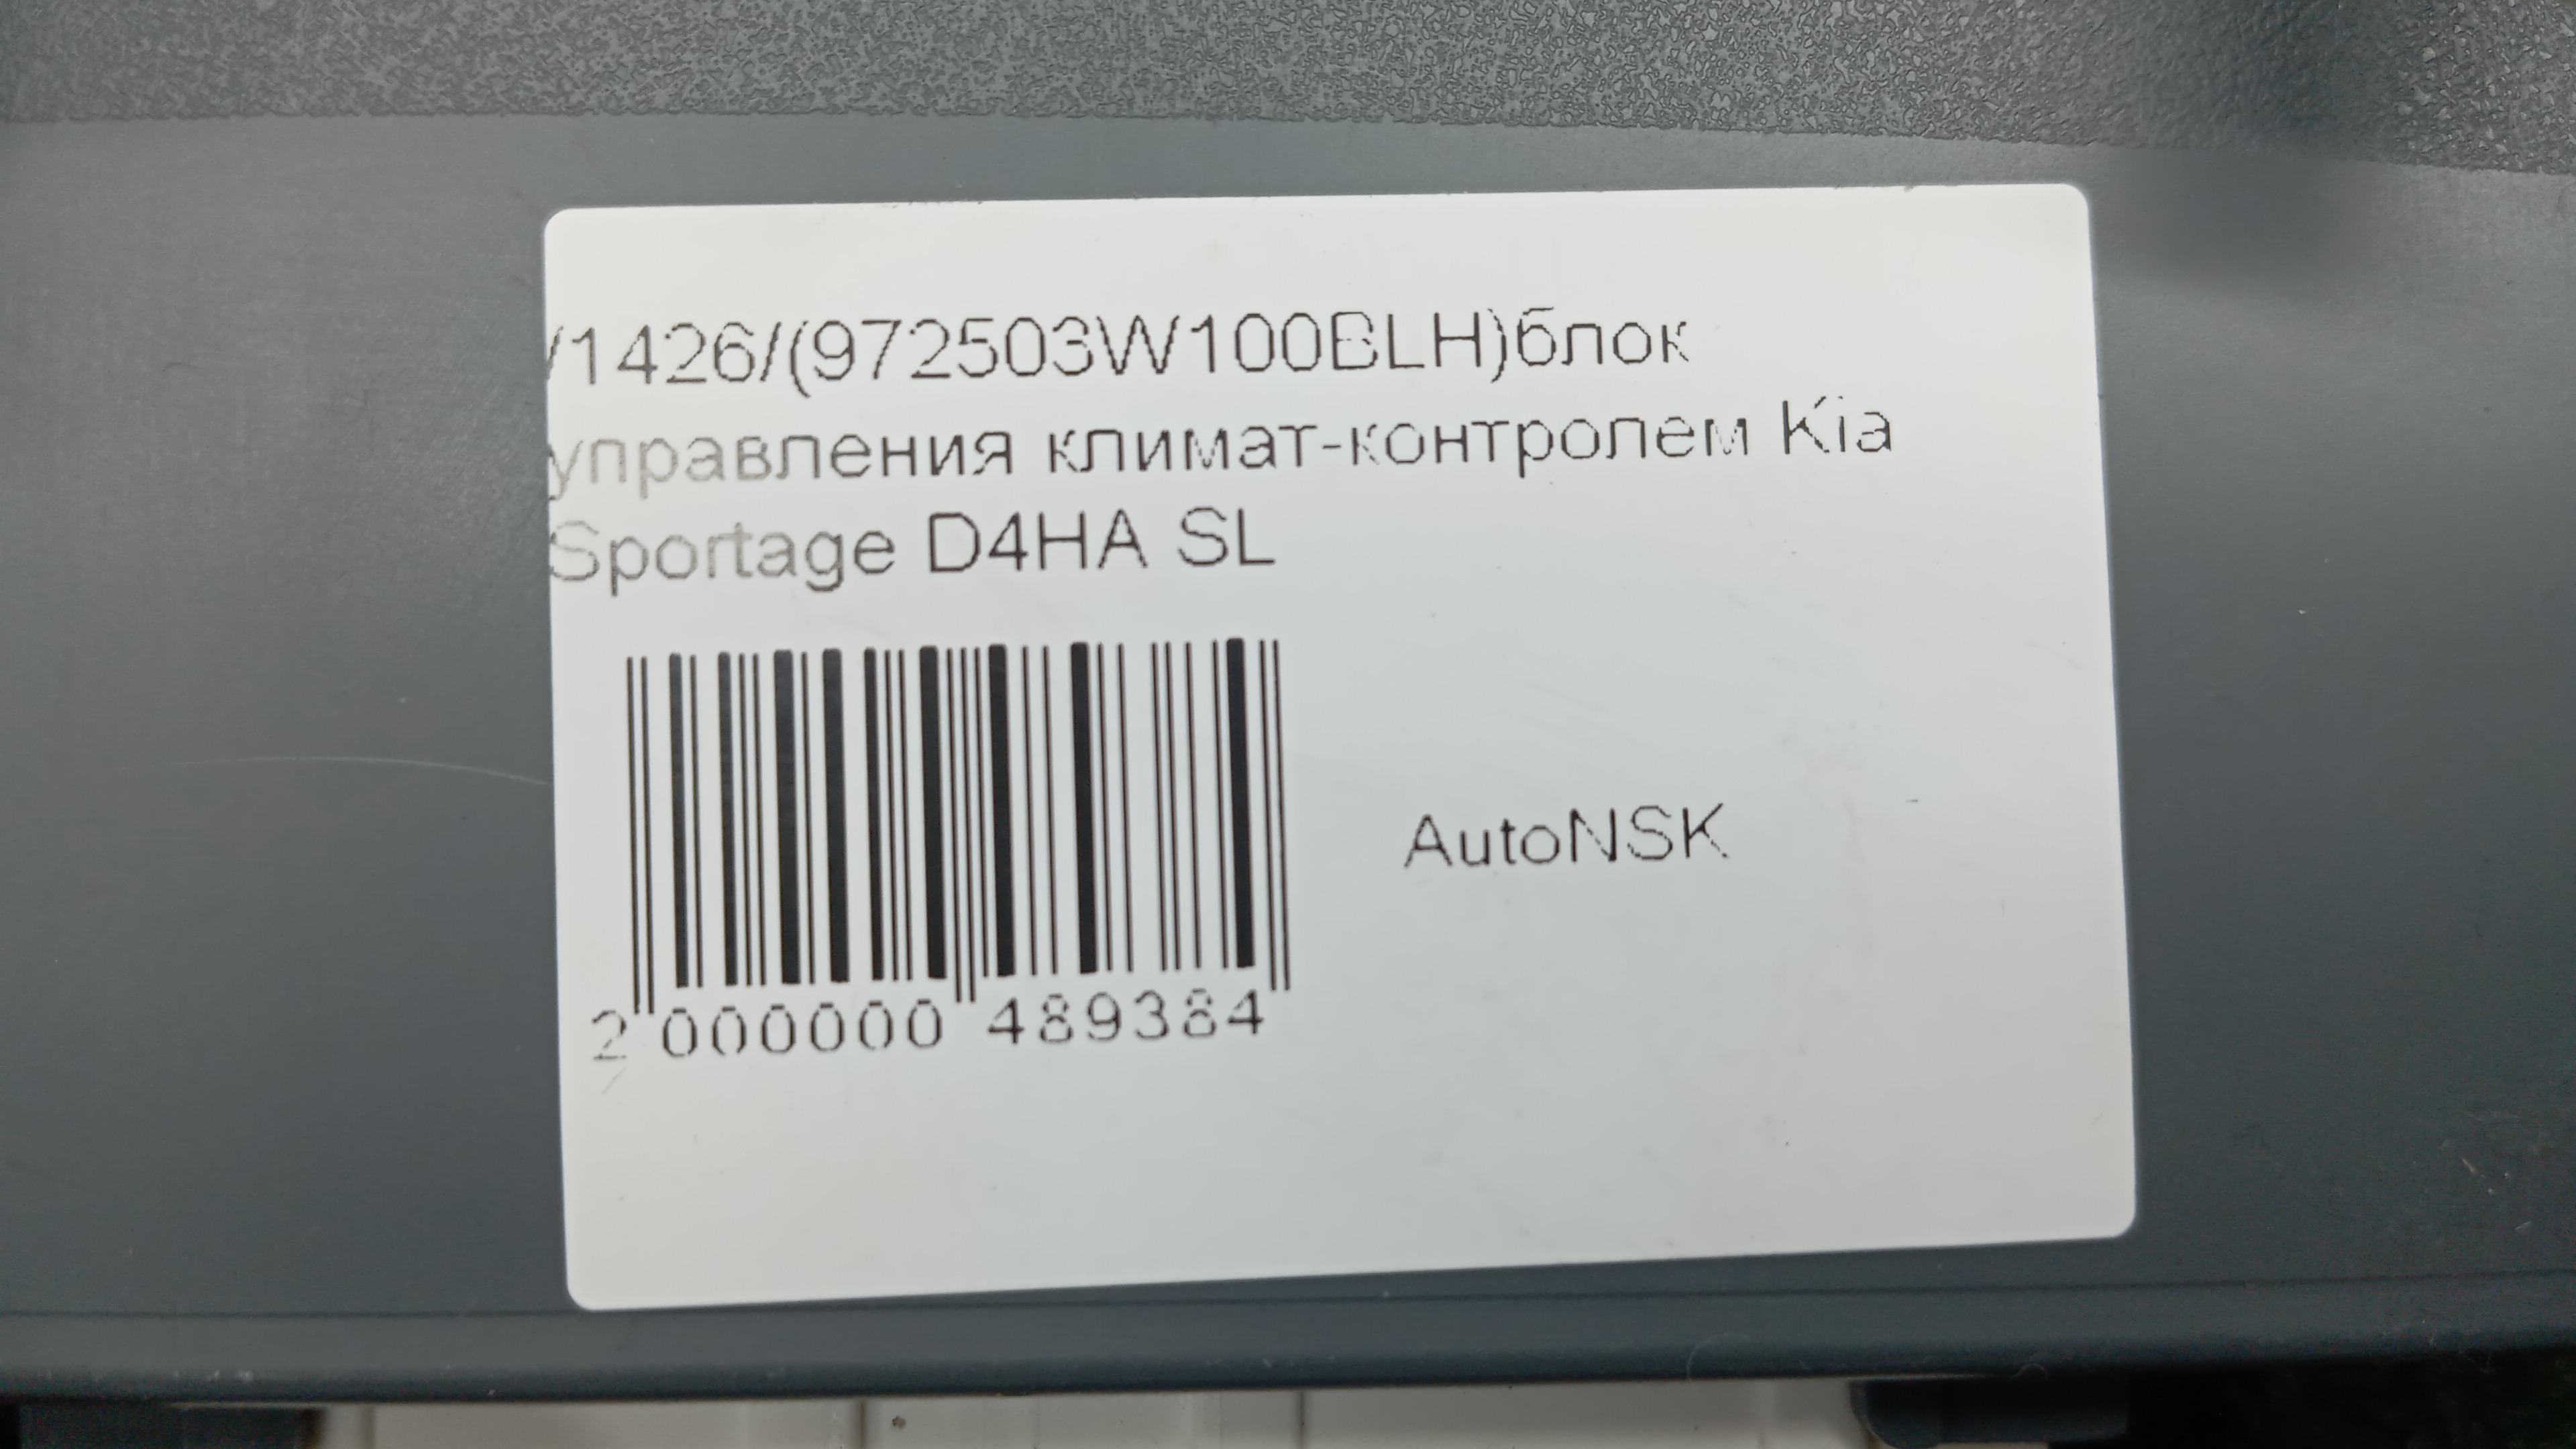 /1426/(972503W100BLH)блок
управления климат-контролем Kia
Sportage D4HA SL
AutoNSK
2 000000 489384